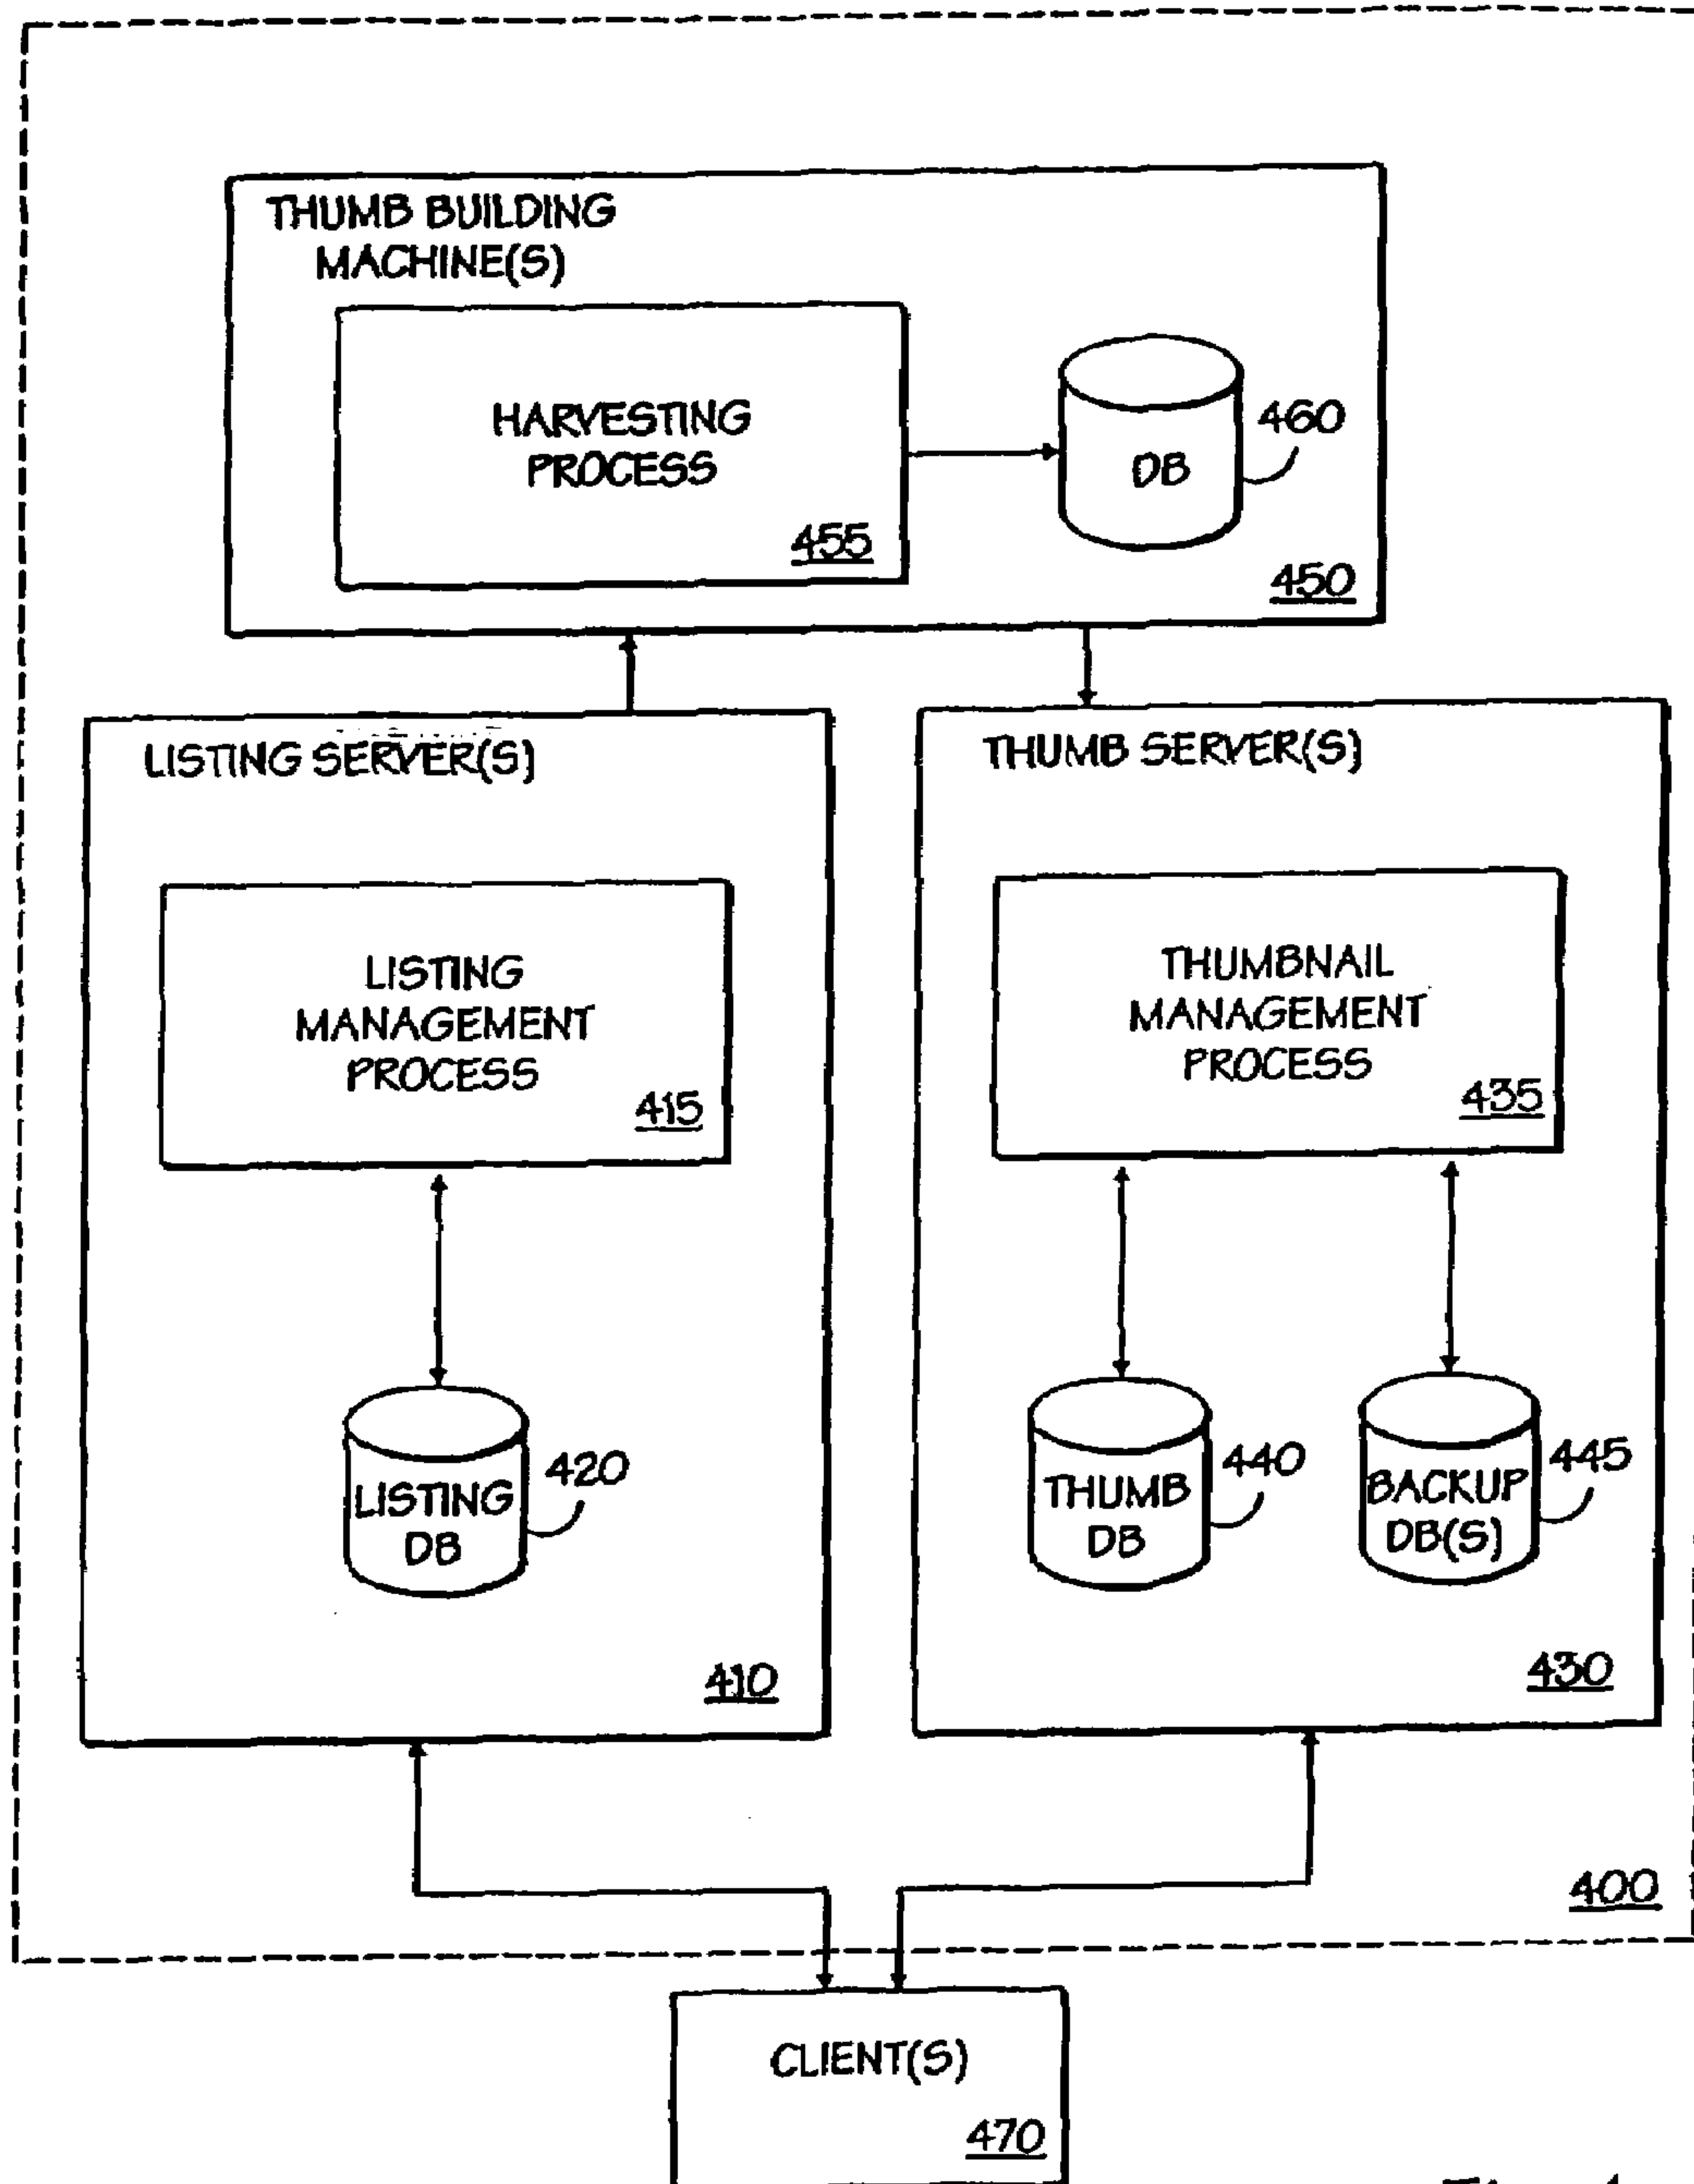 THUMB BUILDING
MACHINE(S)
HARVESTING
PROCESS
455
DB
460
450
LISTING SERVER(S)
LISTING
MANAGEMENT
PROCESS
415
LISTING
DB
420
410
THUMB SERVER(S)
THUMBNAIL
MANAGEMENT
PROCESS
435
THUMB
DB
440
BACKUP
DB(S)
445
430
400
CLIENT(S)
470